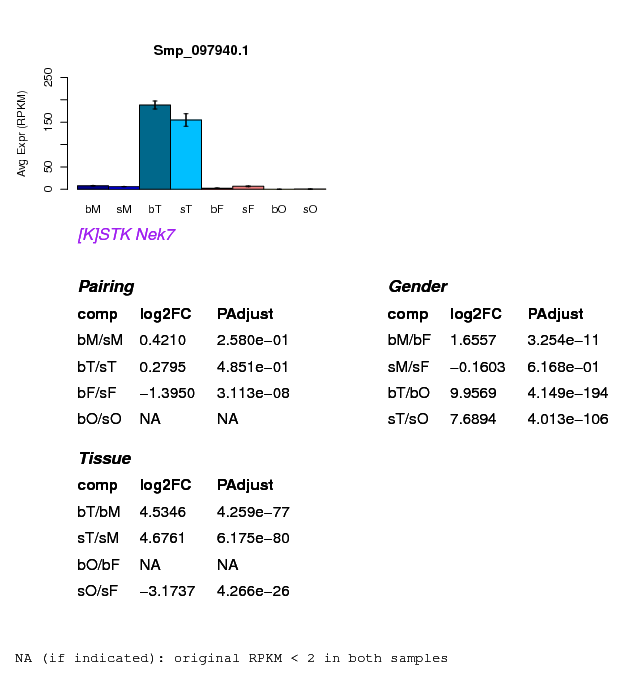 Smp_097940.1
Avg Expr (RPKM)
250
150
50
0
bM sM bT sT bF sF bO sO
[K]STK Nek7
Pairing
comp log2FC PAdjust
bM/sM 0.4210 2.580e−01
bT/sT 0.2795 4.851e−01
bF/sF −1.3950 3.113e−08
bO/sO NA NA
Gender
comp log2FC PAdjust
bM/bF 1.6557 3.254e−11
sM/sF −0.1603 6.168e−01
bT/bO 9.9569 4.149e−194
sT/sO 7.6894 4.013e−106
Tissue
comp log2FC PAdjust
bT/bM 4.5346 4.259e−77
sT/sM 4.6761 6.175e−80
bO/bF NA NA
sO/sF −3.1737 4.266e−26
NA (if indicated): original RPKM < 2 in both samples